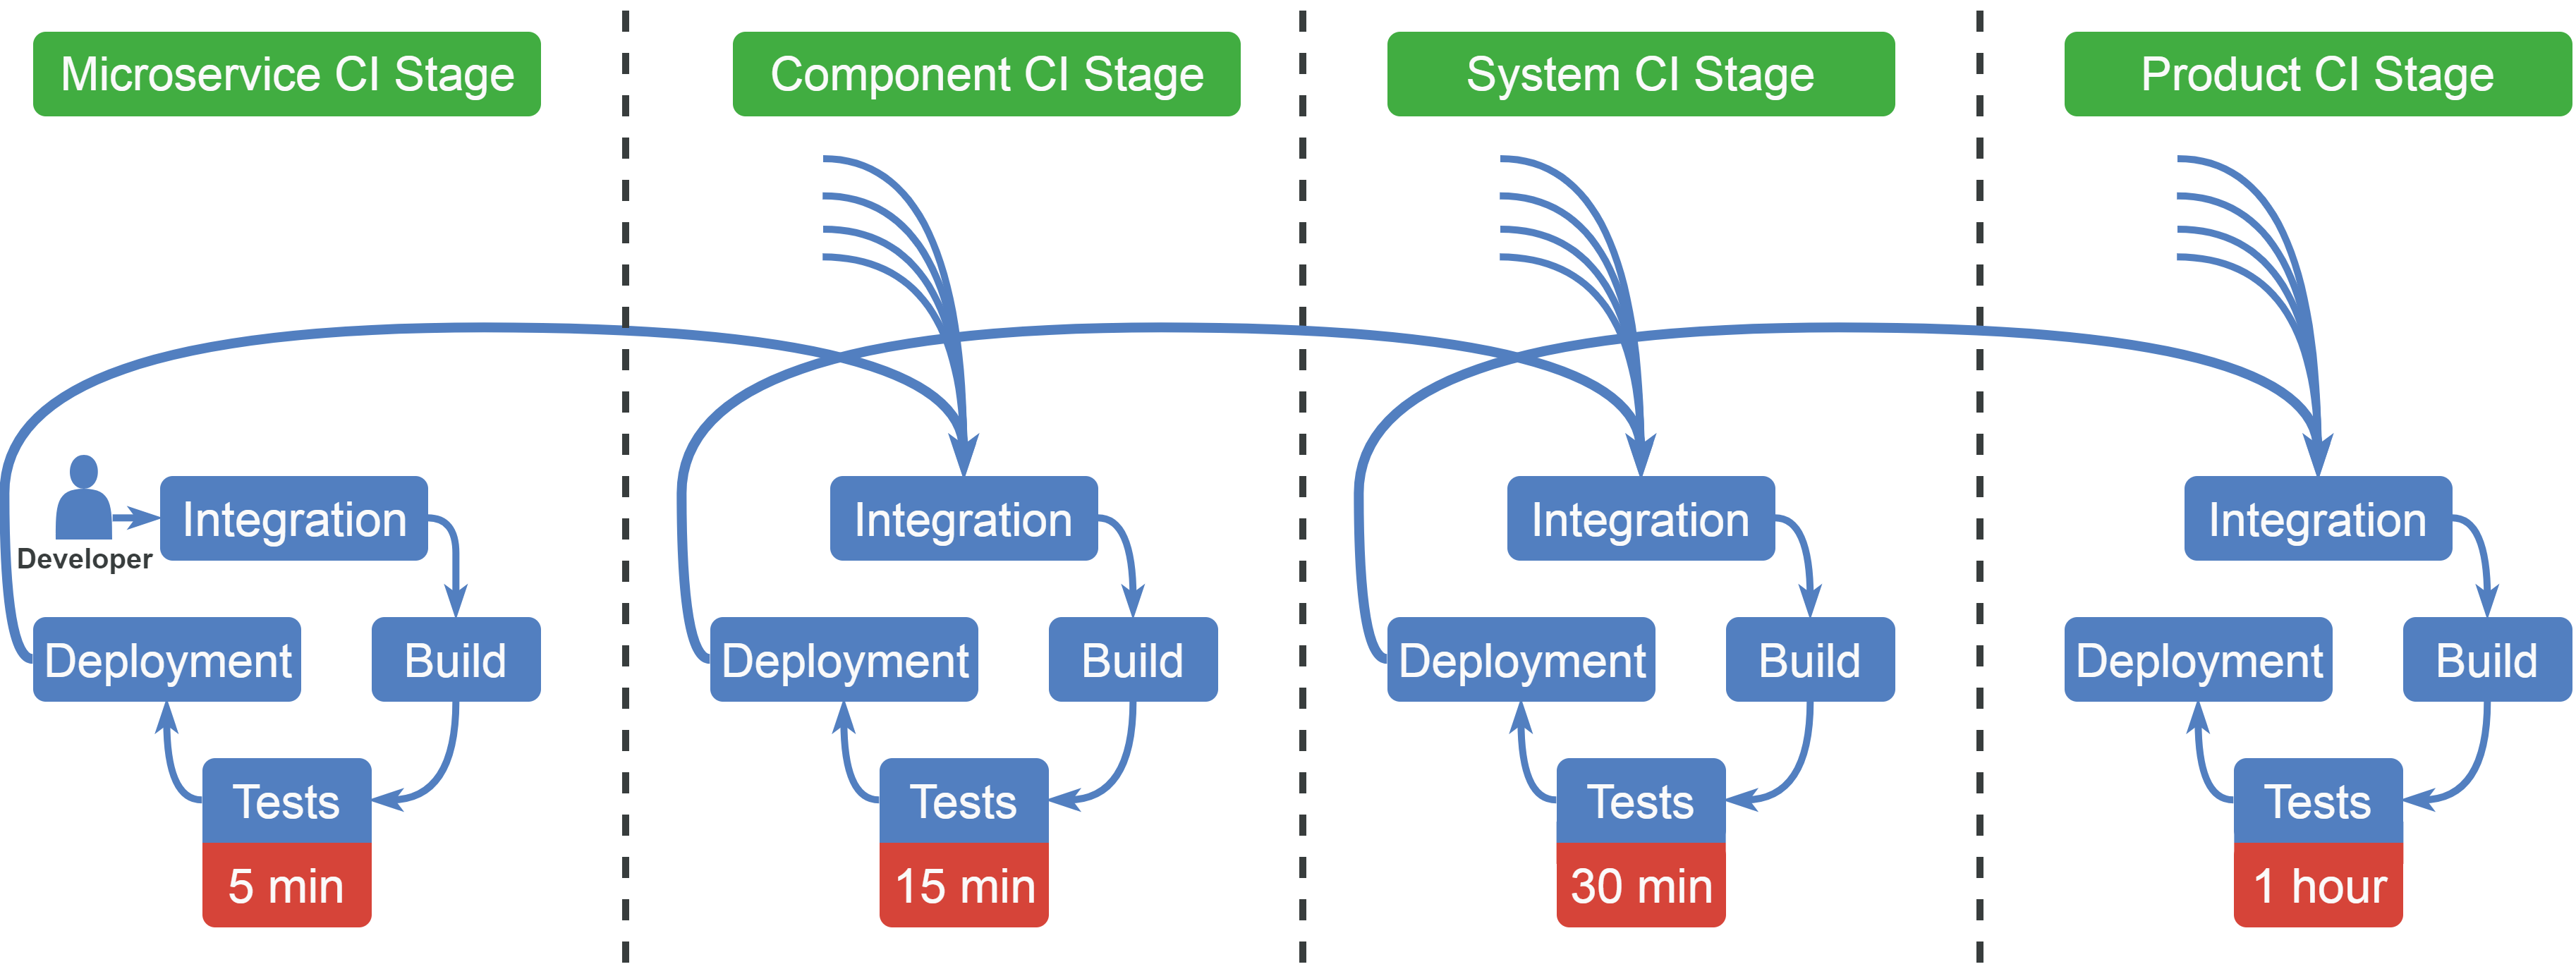 Microservice CI Stage
Component CI Stage
System CI Stage
Product CI Stage
Developer
Integration
Deployment
Build
Tests
5 min
Integration
Deployment
Build
Tests
15 min
Integration
Deployment
Build
Tests
30 min
Integration
Deployment
Build
Tests
1 hour